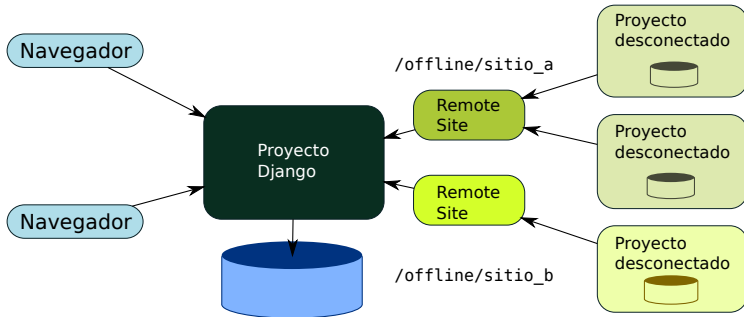 Navegador
Navegador
Proyecto
Django
/offline/sitio_a
Remote
Site
Remote
Site
/offline/sitio_b
Proyecto
desconectado
Proyecto
desconectado
Proyecto
desconectado